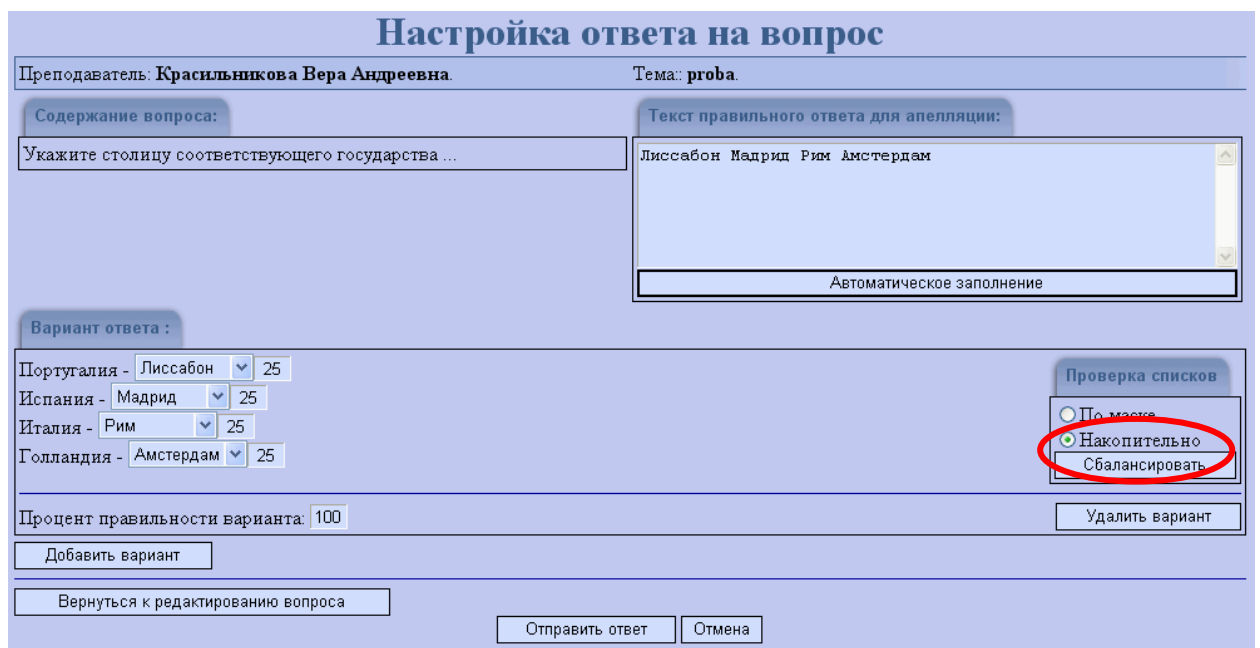 Настройка ответа на вопрос
Преподаватель: Красильникова Вера Андреевна.
Тема:: proba.
Содержание вопроса:
Укажите столицу соответствующего государства ...
Текст правильного ответа для апелляции:
Лиссабон Мадрид Рим Амстердам
Автоматическое заполнение
Вариант ответа :
Португалия - Лиссабон 25
Испания - Мадрид 25
Италия - Рим 25
Голландия - Амстердам 25
Проверка списков
По маске
Накопительно
Сбалансировать
Процент правильности варианта: 100
Удалить вариант
Добавить вариант
Вернуться к редактированию вопроса
Отправить ответ
Отмена